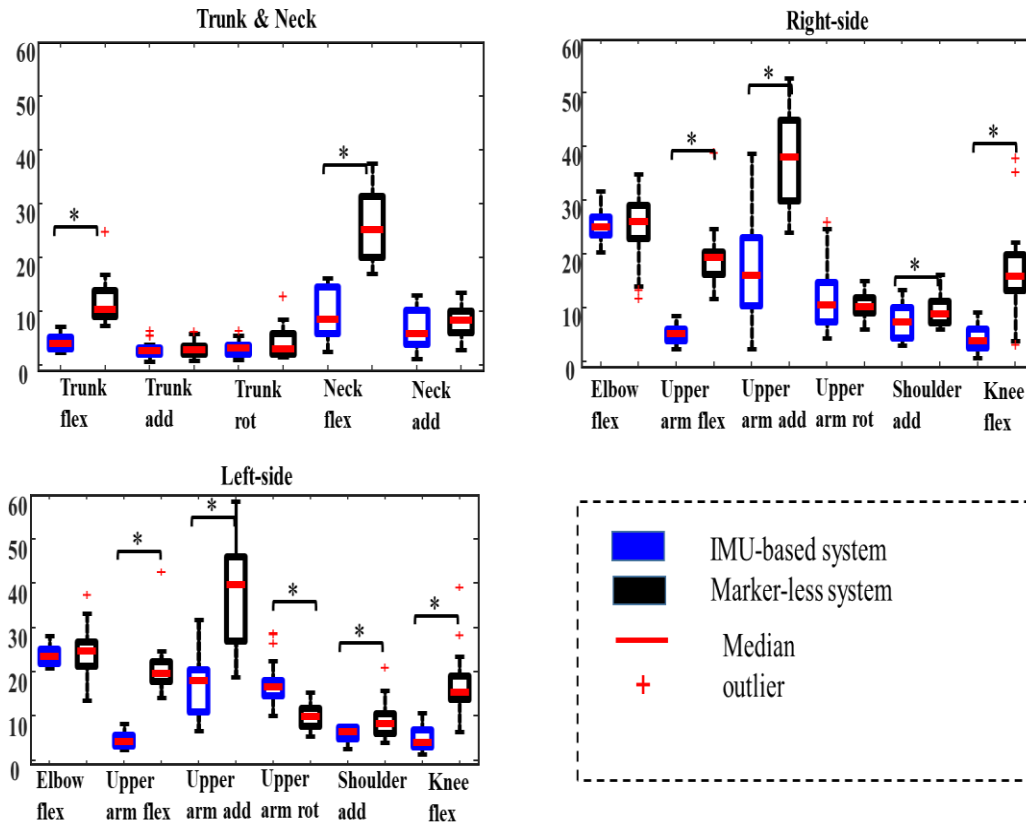 Trunk & Neck
60
50
40
30
20
10
0
*
*
Trunk flex
Trunk add
Trunk rot
Neck flex
Neck add
Right-side
60
50
40
30
20
10
0
*
*
*
*
Elbow flex
Upper arm flex
Upper arm add
Upper arm rot
Shoulder add
Knee flex
Left-side
60
50
40
30
20
10
0
*
*
*
*
*
Elbow flex
Upper arm flex
Upper arm add
Upper arm rot
Shoulder add
Knee flex
IMU-based system
Marker-less system
Median
+ outlier